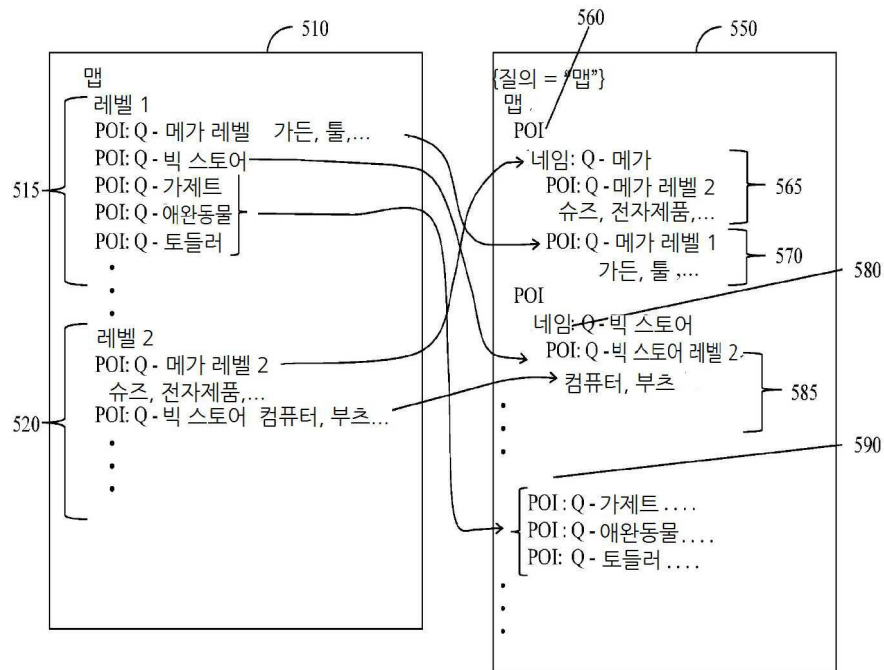 510
맵
레벨 1
POI: Q - 메가 레벨 가든, 툴,...
POI: Q - 빅 스토어
POI: Q - 가제트
POI: Q - 애완동물
POI: Q - 토들러
515
레벨 2
POI: Q - 메가 레벨 2
슈즈, 전자제품,...
POI: Q - 빅 스토어 컴퓨터, 부츠...
520
560
550
{질의 = “맵”}
맵
POI
네임: Q - 메가
POI: Q - 메가 레벨 2
슈즈, 전자제품,...
565
POI: Q - 메가 레벨 1
가든, 툴 ,...
570
580
POI
네임: Q - 빅 스토어
POI: Q - 빅 스토어 레벨 2
컴퓨터, 부츠
585
590
POI : Q - 가제트 ....
POI : Q - 애완동물 ....
POI: Q - 토들러 ....